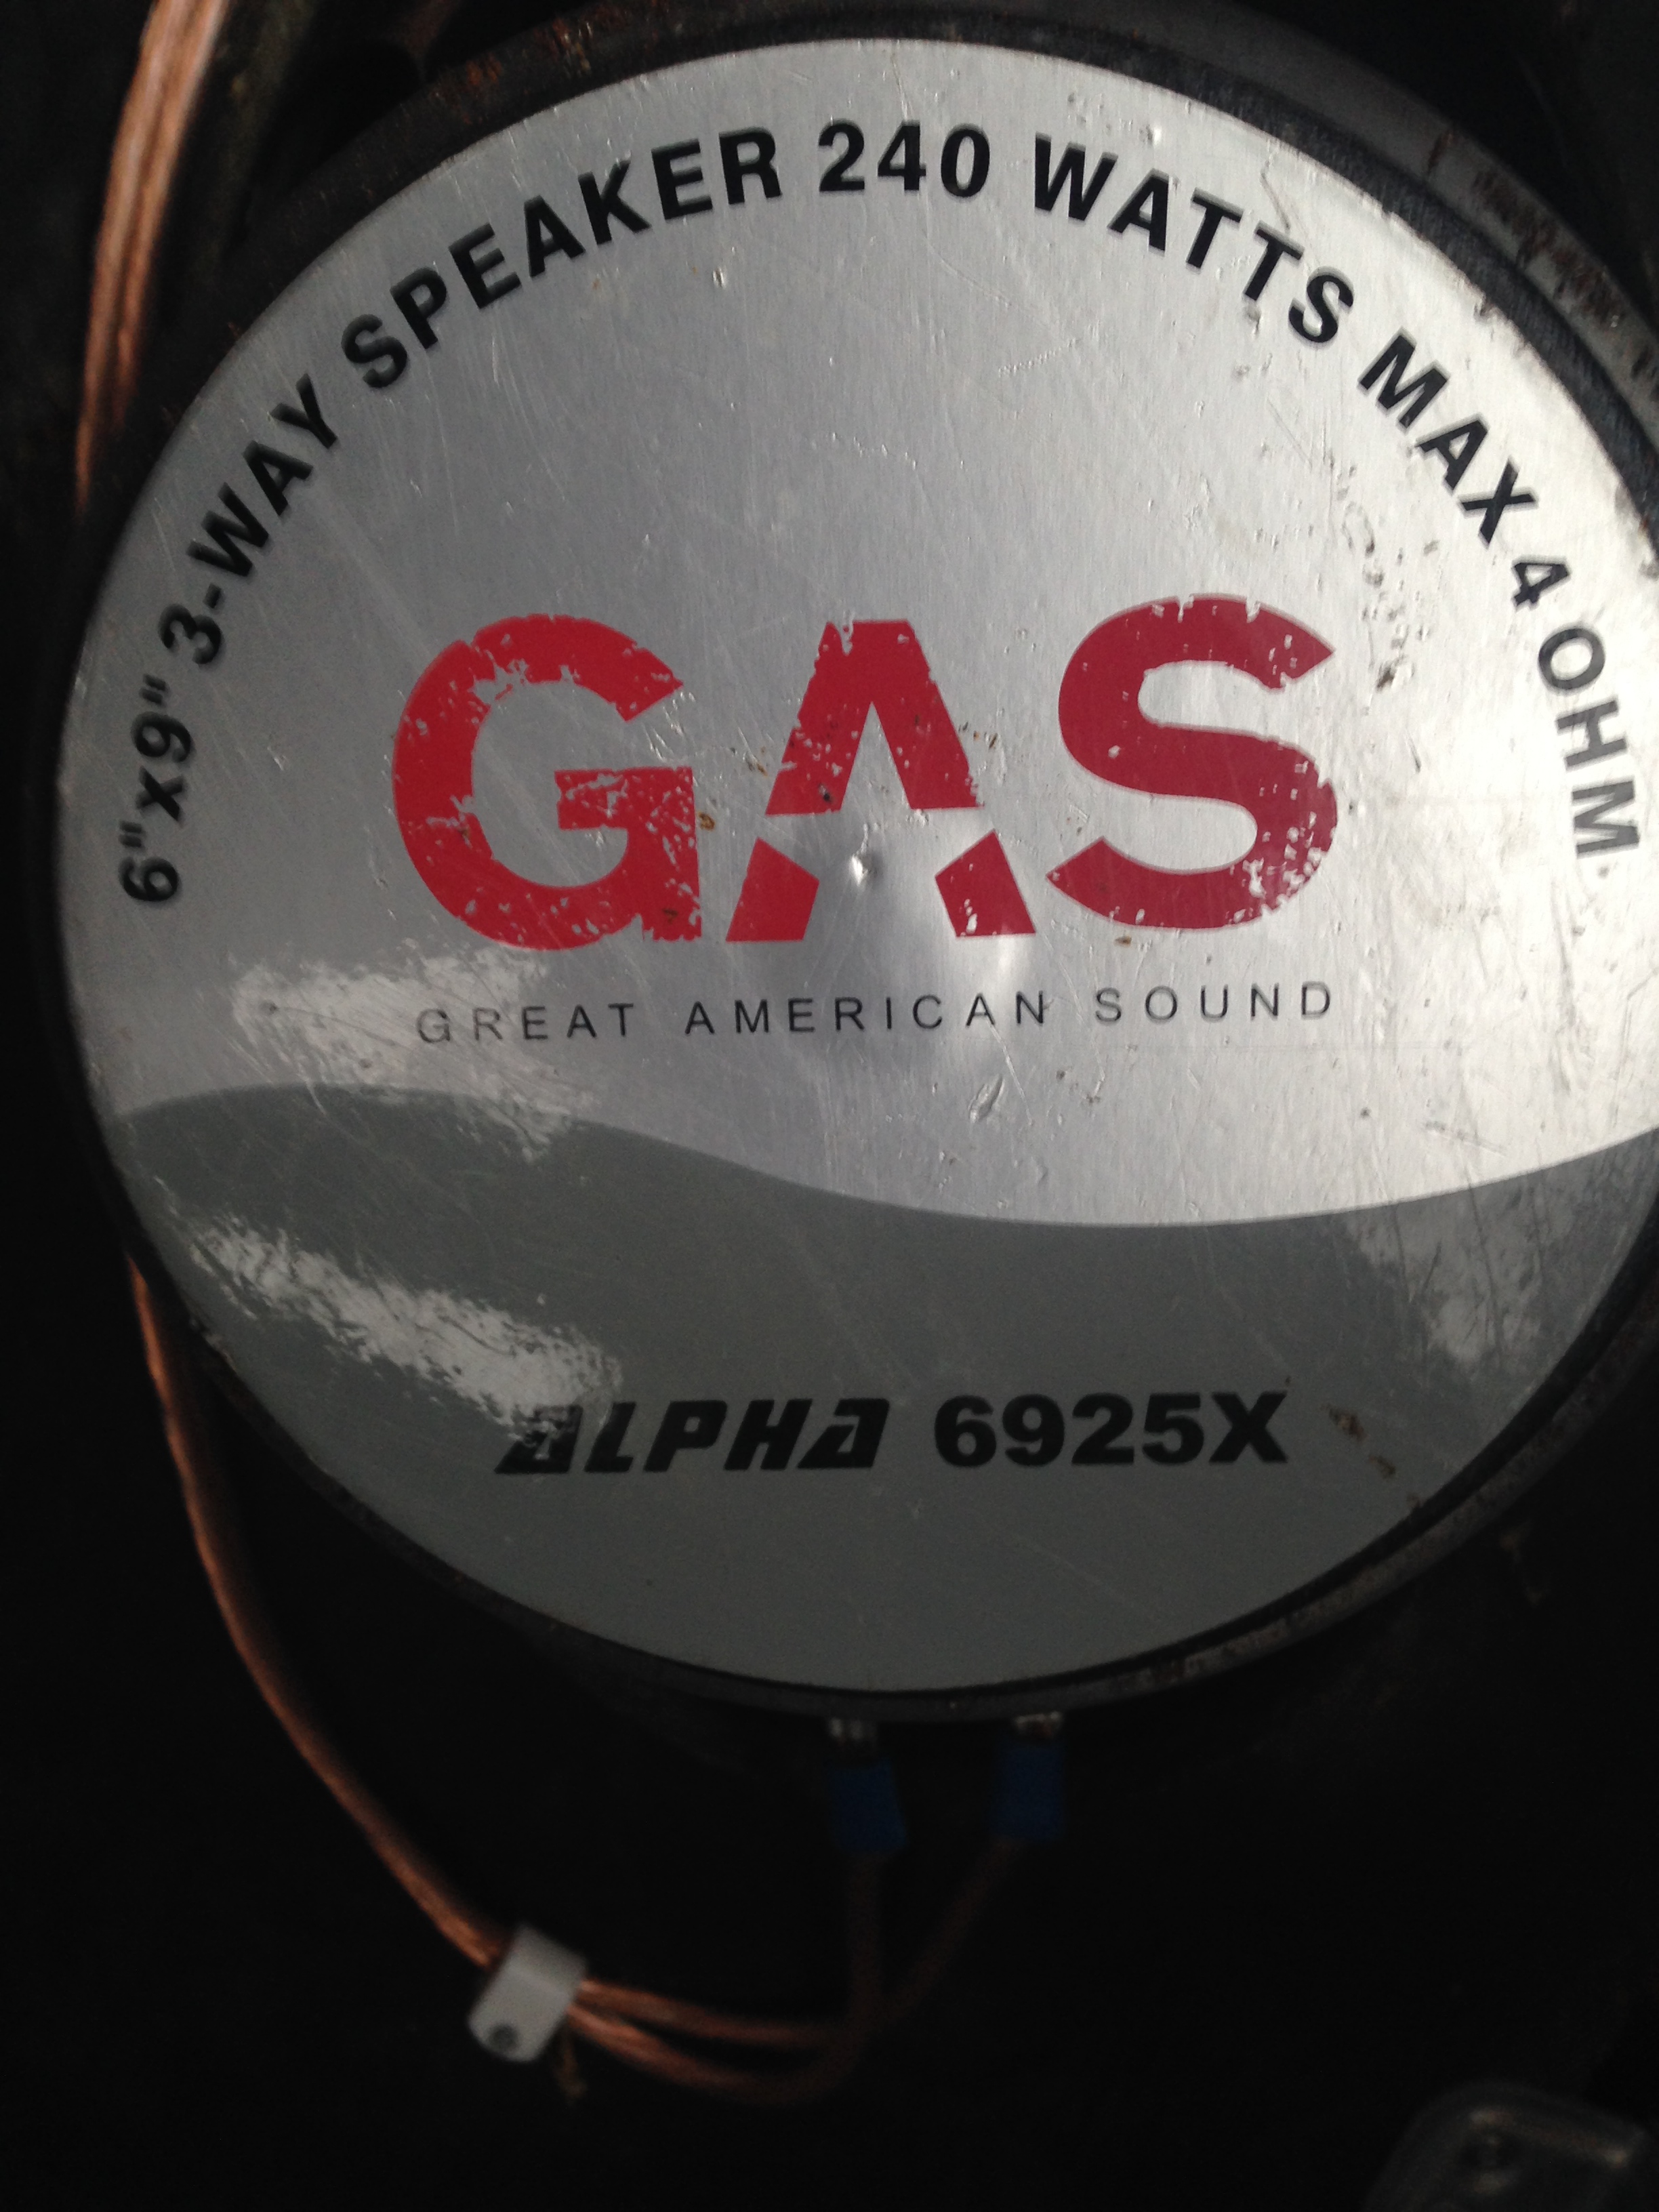 6"x9" 3-WAY SPEAKER 240 WATTS MAX 4 OHM
GAS
GREAT AMERICAN SOUND
ALPHA 6925X